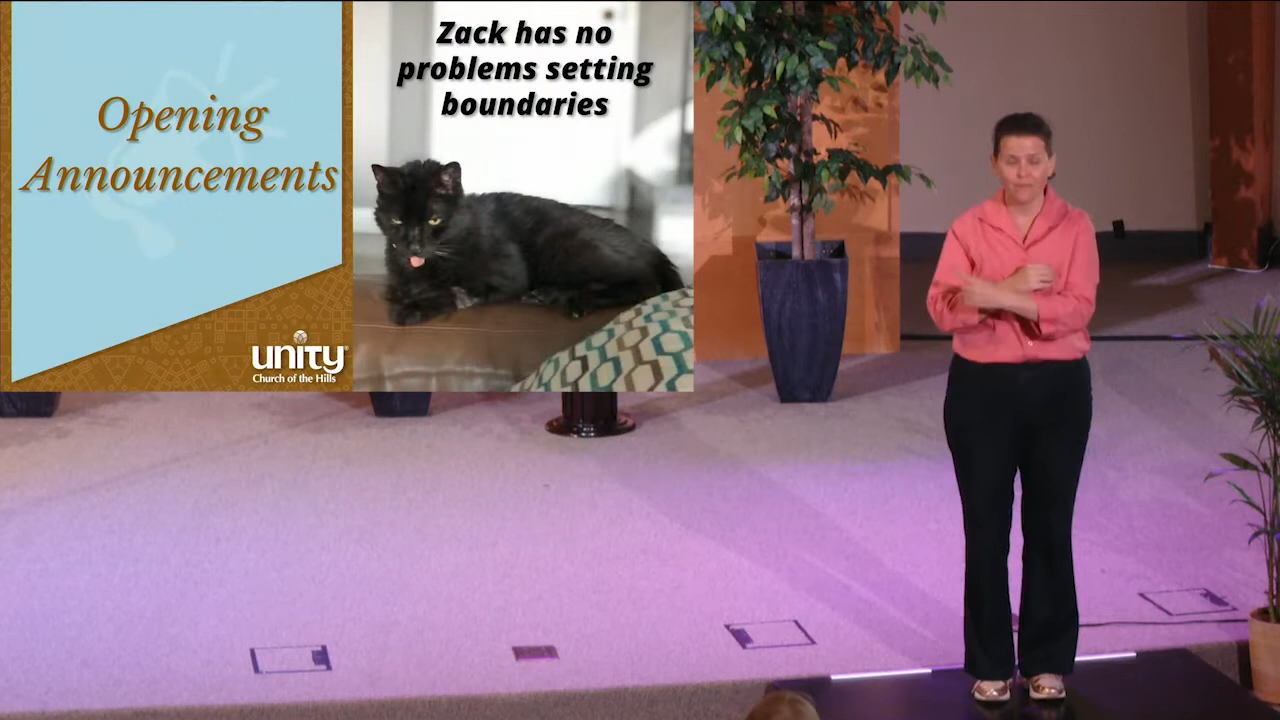 Opening
Announcements
unity
Church of the Hills
Zack has no
problems setting
boundaries